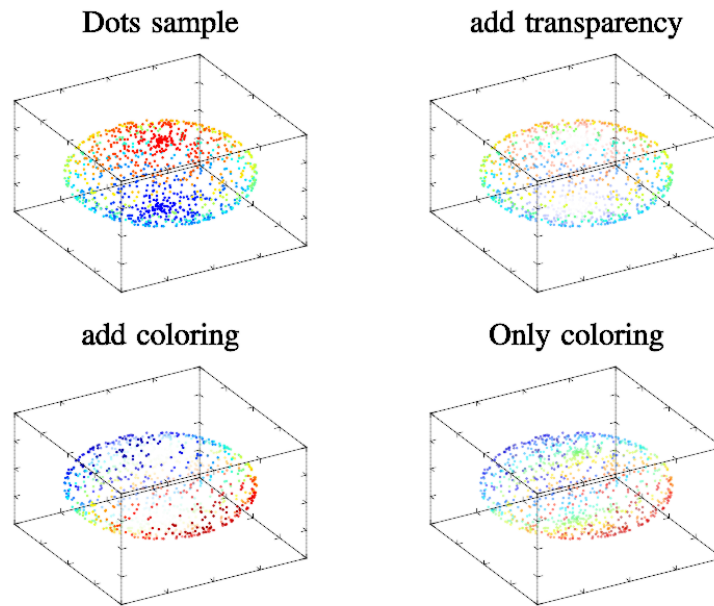 Dots sample
add transparency
add coloring
Only coloring